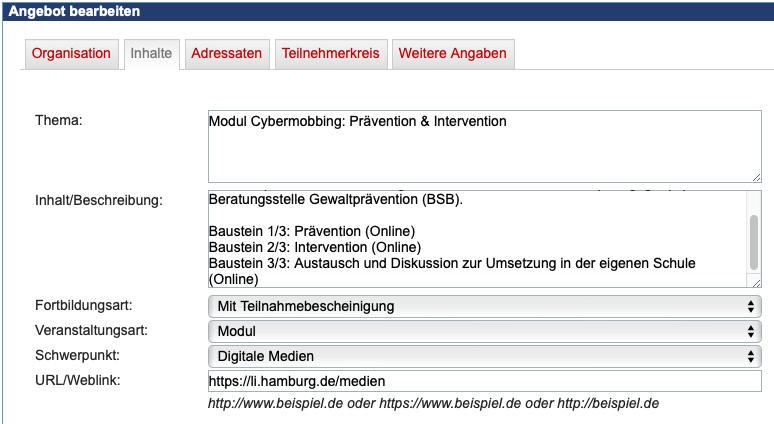 Angebot bearbeiten
Organisation Inhalte Adressaten Teilnehmerkreis Weitere Angaben
Thema: Modul Cybermobbing: Prävention & Intervention
Inhalt/Beschreibung: Beratungsstelle Gewaltprävention (BSB).
Baustein 1/3: Prävention (Online)
Baustein 2/3: Intervention (Online)
Baustein 3/3: Austausch und Diskussion zur Umsetzung in der eigenen Schule
(Online)
Fortbildungsart: Mit Teilnahmebescheinigung
Veranstaltungsart: Modul
Schwerpunkt: Digitale Medien
URL/Weblink: https://li.hamburg.de/medien
http://www.beispiel.de oder https://www.beispiel.de oder http://beispiel.de